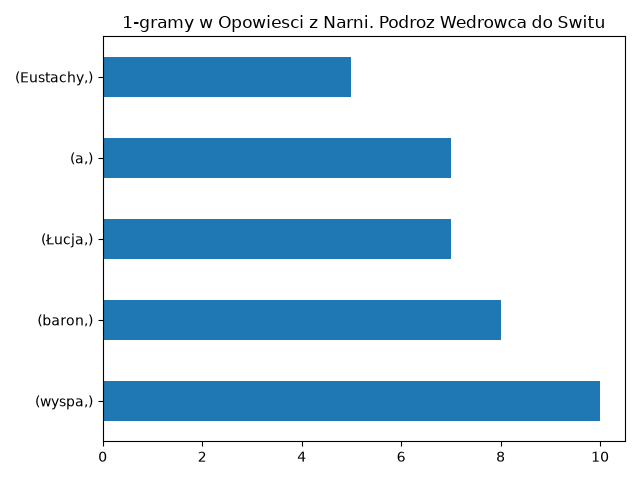 1-gramy w Opowiesci z Narni. Podroz Wedrowca do Switu
(Eustachy,)
(a,)
(Łucja,)
(baron,)
(wyspa,)
0 2 4 6 8 10